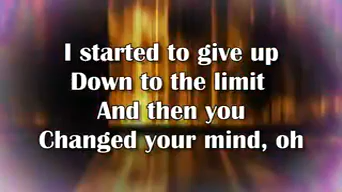 I started to give up
Down to the limit
And then you
Changed your mind, oh